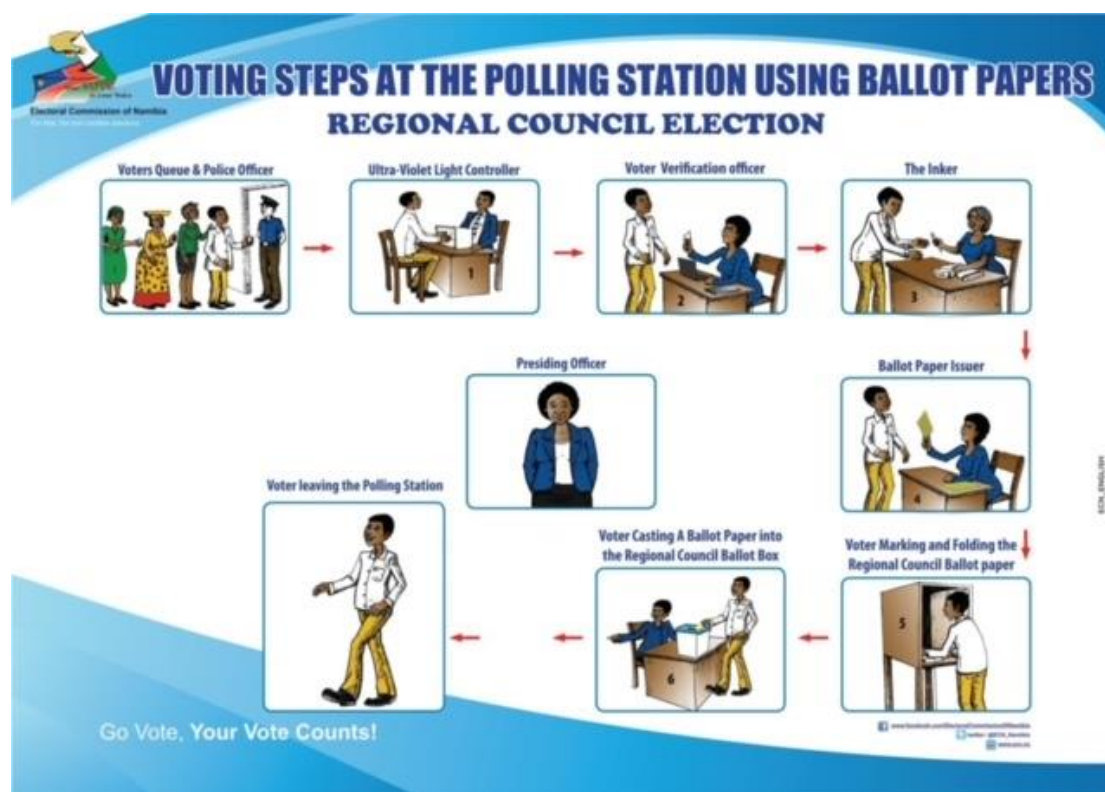 VOTING STEPS AT THE POLLING STATION USING BALLOT PAPERS
Electoral Commission of Namibia
REGIONAL COUNCIL ELECTION
Voters Queue & Police Officer
Ultra-Violet Light Controller
Voter Verification officer
The Inker
1
2
3
Presiding Officer
Ballot Paper Issuer
4
Voter leaving the Polling Station
Voter Casting A Ballot Paper into
the Regional Council Ballot Box
Voter Marking and Folding the
Regional Council Ballot paper
5
6
ECN_ENGLISH
Go Vote, Your Vote Counts!